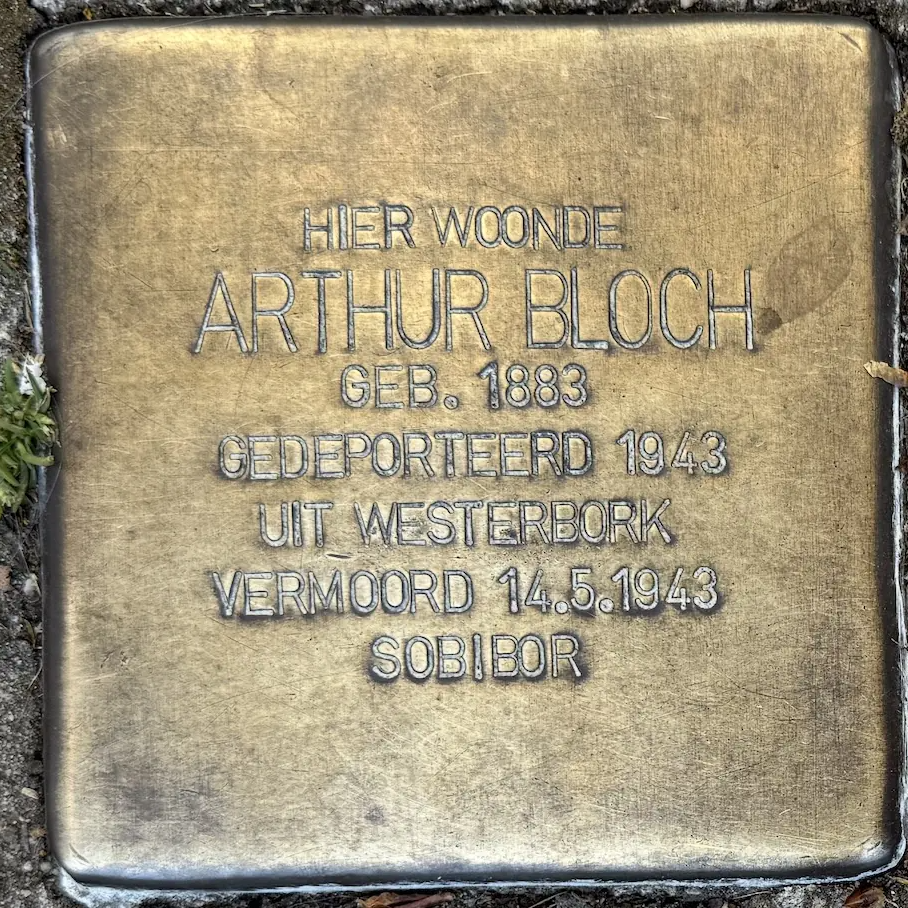 HIER WOONDE
ARTHUR BLOCH
GEB. 1883
GEDEPORTEERD 1943
UIT WESTERBORK
VERMOORD 14.5.1943
SOBIBOR